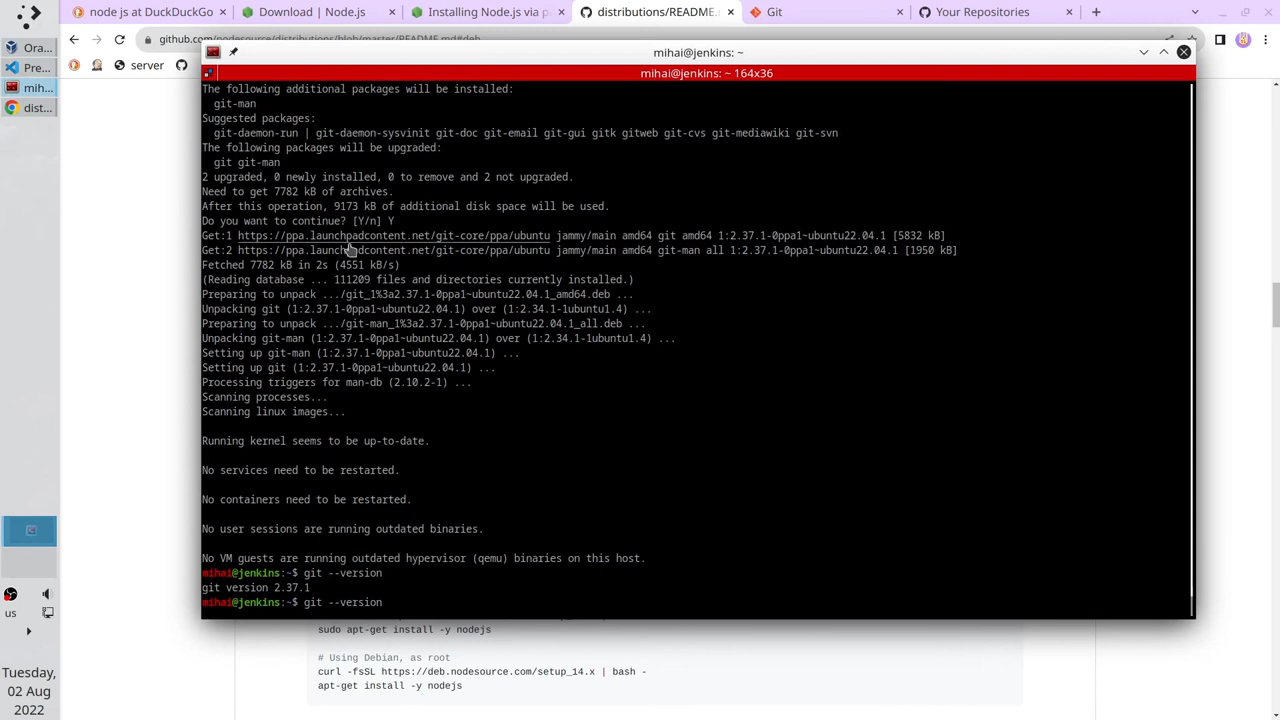 node js at DuckDuckGo
Download | Node.js
Installing Node.js via p
distributions/README.m
Git
Your Repositories
github.com/nodesource/distributions/blob/master/README.md#deb
server
Ora...
Pre...
mih...
dist...
mihai@jenkins: ~
mihai@jenkins: ~ 164x36
The following additional packages will be installed:
git-man
Suggested packages:
git-daemon-run | git-daemon-sysvinit git-doc git-email git-gui gitk gitweb git-cvs git-mediawiki git-svn
The following packages will be upgraded:
git git-man
2 upgraded, 0 newly installed, 0 to remove and 2 not upgraded.
Need to get 7782 kB of archives.
After this operation, 9173 kB of additional disk space will be used.
Do you want to continue? [Y/n] Y
Get:1 https://ppa.launchpadcontent.net/git-core/ppa/ubuntu jammy/main amd64 git amd64 1:2.37.1-0ppa1~ubuntu22.04.1 [5832 kB]
Get:2 https://ppa.launchpadcontent.net/git-core/ppa/ubuntu jammy/main amd64 git-man all 1:2.37.1-0ppa1~ubuntu22.04.1 [1950 kB]
Fetched 7782 kB in 2s (4551 kB/s)
(Reading database ... 111209 files and directories currently installed.)
Preparing to unpack .../git_1%3a2.37.1-0ppa1~ubuntu22.04.1_amd64.deb ...
Unpacking git (1:2.37.1-0ppa1~ubuntu22.04.1) over (1:2.34.1-1ubuntu1.4) ...
Preparing to unpack .../git-man_1%3a2.37.1-0ppa1~ubuntu22.04.1_all.deb ...
Unpacking git-man (1:2.37.1-0ppa1~ubuntu22.04.1) over (1:2.34.1-1ubuntu1.4) ...
Setting up git-man (1:2.37.1-0ppa1~ubuntu22.04.1) ...
Setting up git (1:2.37.1-0ppa1~ubuntu22.04.1) ...
Processing triggers for man-db (2.10.2-1) ...
Scanning processes...
Scanning linux images...
Running kernel seems to be up-to-date.
No services need to be restarted.
No containers need to be restarted.
No user sessions are running outdated binaries.
No VM guests are running outdated hypervisor (qemu) binaries on this host.
mihai@jenkins:~$ git --version
git version 2.37.1
mihai@jenkins:~$ git --version
sudo apt-get install -y nodejs
# Using Debian, as root
curl -fsSL https://deb.nodesource.com/setup_14.x | bash -
apt-get install -y nodejs
us
Tuesday,
02 Aug
2022